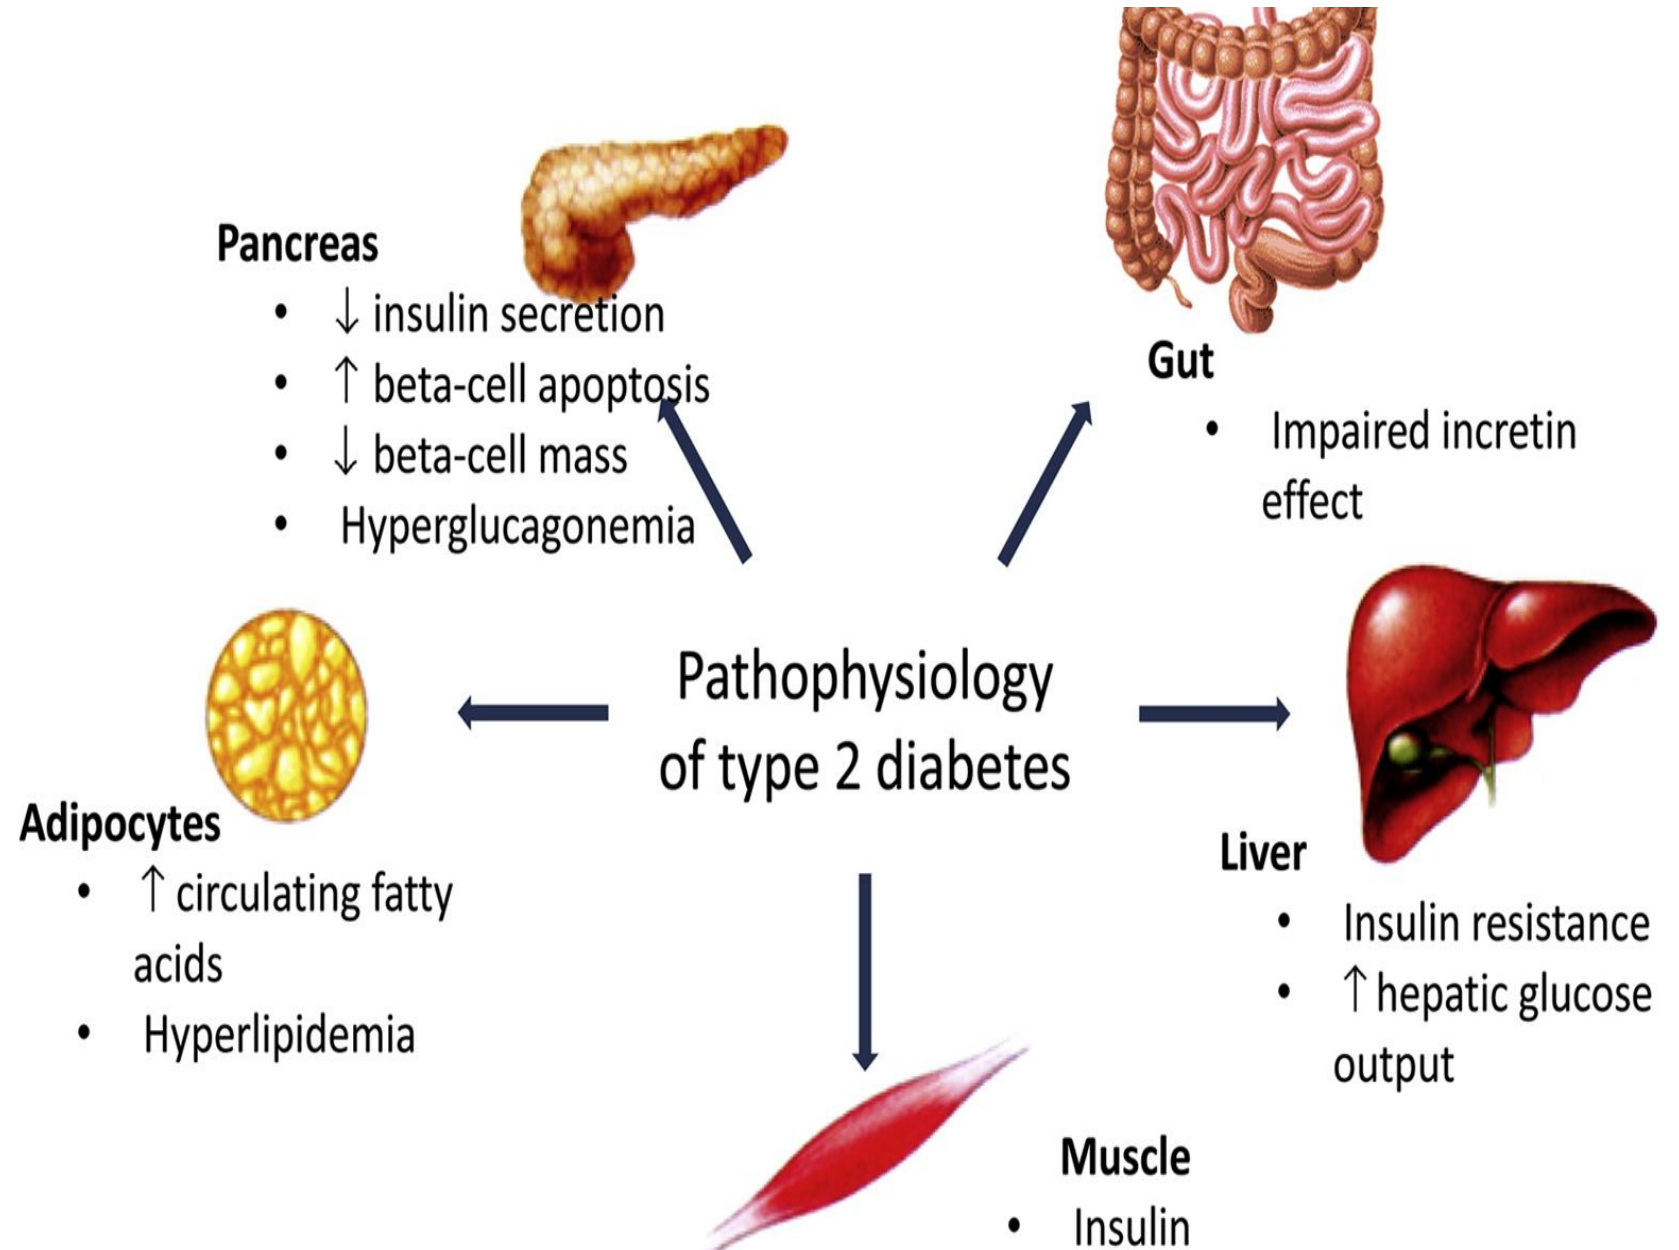 Pancreas
• ↓ insulin secretion
• ↑ beta-cell apoptosis
• ↓ beta-cell mass
• Hyperglucagonemia
Gut
• Impaired incretin
effect
Pathophysiology
of type 2 diabetes
Adipocytes
• ↑ circulating fatty
acids
• Hyperlipidemia
Liver
• Insulin resistance
• ↑ hepatic glucose
output
Muscle
• Insulin